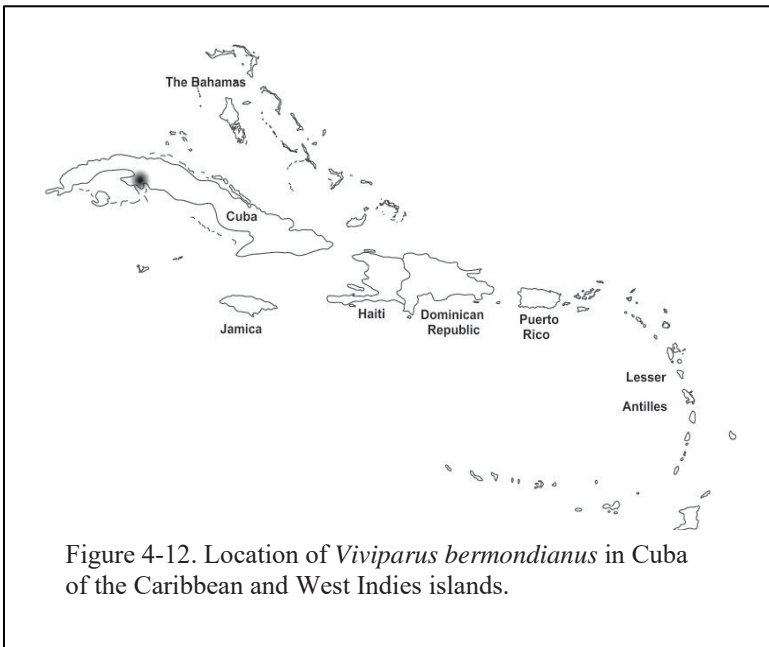 The Bahamas
Cuba
Jamica
Haiti
Dominican
Republic
Puerto
Rico
Lesser
Antilles
Figure 4-12. Location of Viviparus bermondianus in Cuba
of the Caribbean and West Indies islands.